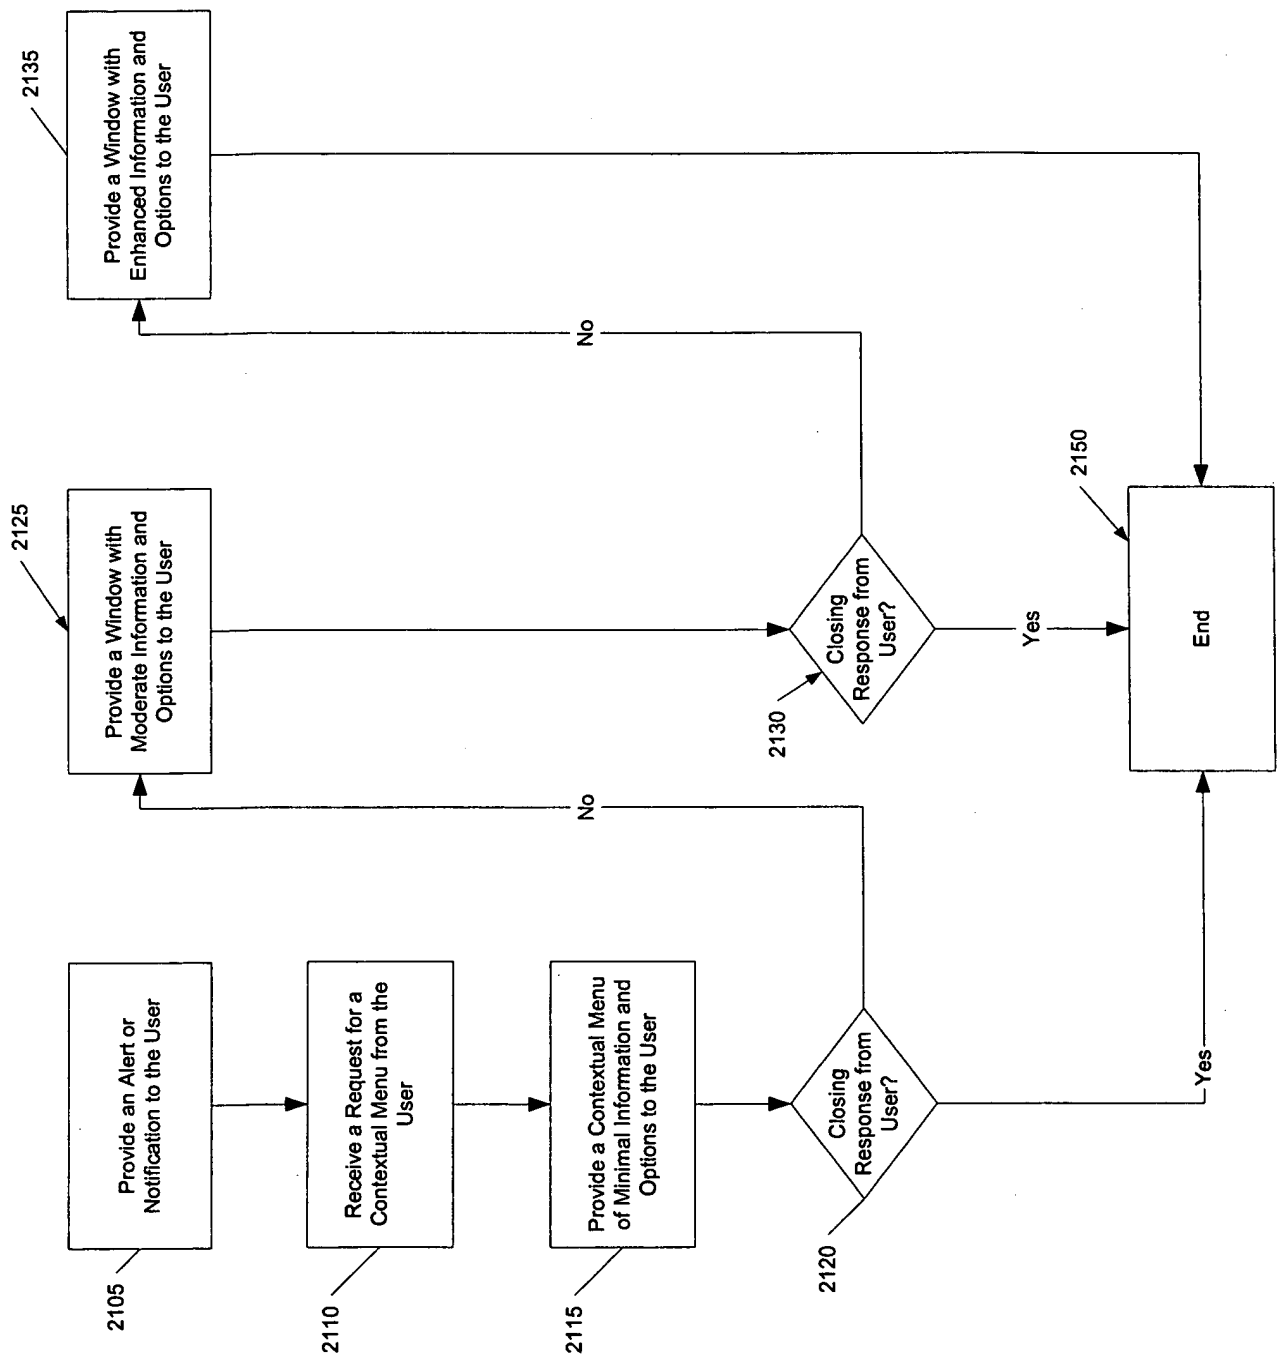 2105
Provide an Alert or
Notification to the User
2110
Receive a Request for a
Contextual Menu from the
User
2115
Provide a Contextual Menu
of Minimal Information and
Options to the User
2120
Closing
Response from
User?
No
Yes
2125
Provide a Window with
Moderate Information and
Options to the User
2130
Closing
Response from
User?
No
Yes
2135
Provide a Window with
Enhanced Information and
Options to the User
2150
End